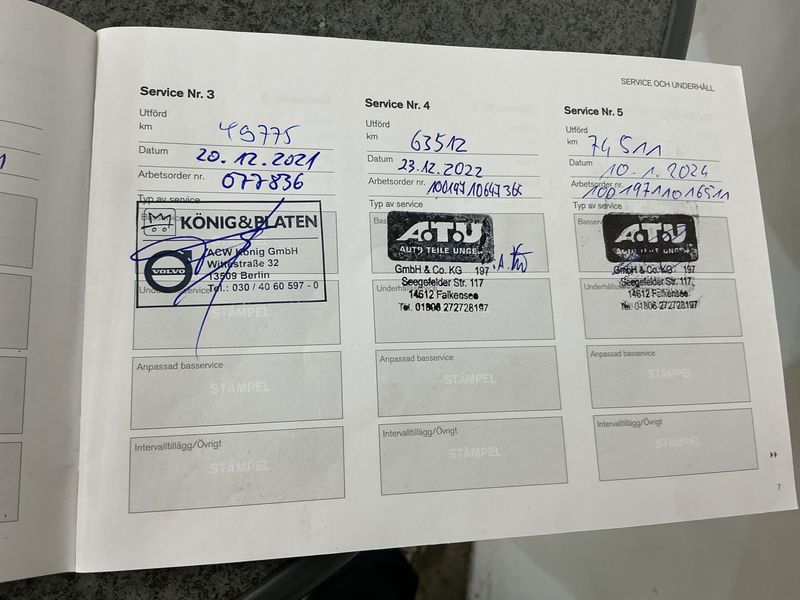 SERVICE OCH UNDERHÅLL
Service Nr. 3
Utförd
km 49775
Datum 20.12.2021
Arbetsorder nr. 077836
Typ av service
KÖNIG & PLATEN
VOLVO
ACW König GmbH
Wittestraße 32
13509 Berlin
Tel.: 030 / 40 60 597 - 0
STÄMPEL
Anpassad basservice
STÄMPEL
Intervalltillägg/Övrigt
STÄMPEL
Service Nr. 4
Utförd
km 63512
Datum 23.12.2022
Arbetsorder nr.
Typ av service
A.T.U
AUTO TEILE UNGER
GmbH & Co. KG 197
Seegefelder Str. 117
14612 Falkensee
Tel. 01806 272728197
Anpassad basservice
STÄMPEL
Intervalltillägg/Övrigt
STÄMPEL
Service Nr. 5
Utförd
km 74511
Datum 10.1.2024
Arbetsorder nr. 10019711016511
Typ av service
A.T.U
AUTO TEILE UNGER
GmbH & Co. KG 197
Seegefelder Str. 117
14612 Falkensee
Tel. 01806 272728197
Anpassad basservice
STÄMPEL
Intervalltillägg/Övrigt
STÄMPEL
7